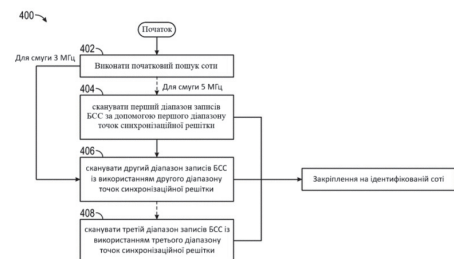 400
Початок
Для смуги 3 МГц
402
Виконати початковий пошук соти
Для смуги 5 МГц
404
сканувати перший діапазон записів
БСС за допомогою першого діапазону
точок синхронізаційної решітки
406
сканувати другий діапазон записів БСС
із використанням другого діапазону
точок синхронізаційної решітки
Закріплення на ідентифікованій соті
408
сканувати третій діапазон записів БСС із
використанням третього діапазону
точок синхронізаційної решітки